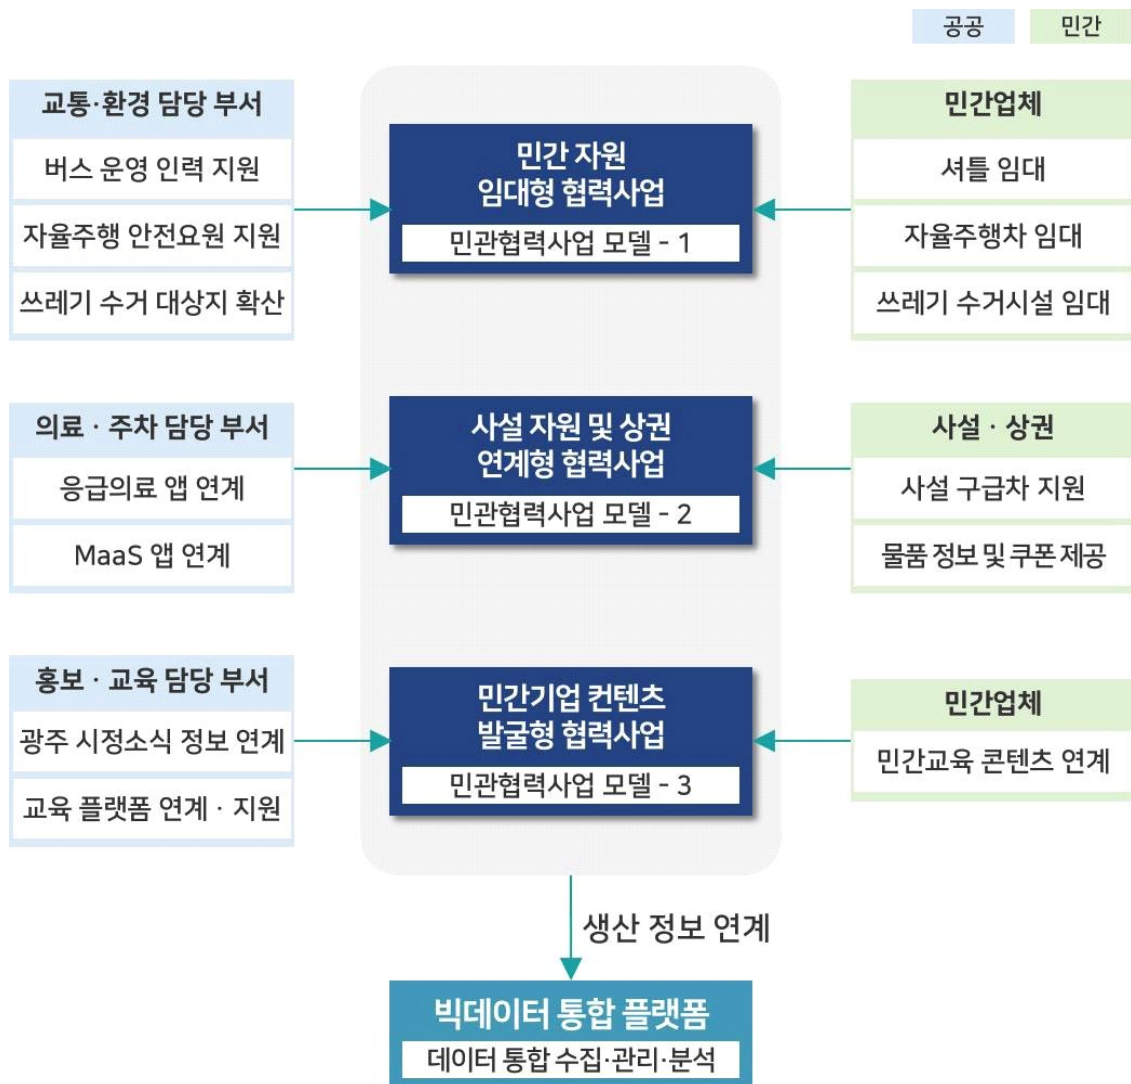 공공
민간
교통·환경 담당 부서
버스 운영 인력 지원
자율주행 안전요원 지원
쓰레기 수거 대상지 확산
민간 자원
임대형 협력사업
민관협력사업 모델 - 1
민간업체
셔틀 임대
자율주행차 임대
쓰레기 수거시설 임대
의료 · 주차 담당 부서
응급의료 앱 연계
MaaS 앱 연계
사설 자원 및 상권
연계형 협력사업
민관협력사업 모델 - 2
사설 · 상권
사설 구급차 지원
물품 정보 및 쿠폰 제공
홍보 · 교육 담당 부서
광주 시정소식 정보 연계
교육 플랫폼 연계 · 지원
민간기업 컨텐츠
발굴형 협력사업
민관협력사업 모델 - 3
민간업체
민간교육 콘텐츠 연계
생산 정보 연계
빅데이터 통합 플랫폼
데이터 통합 수집·관리·분석